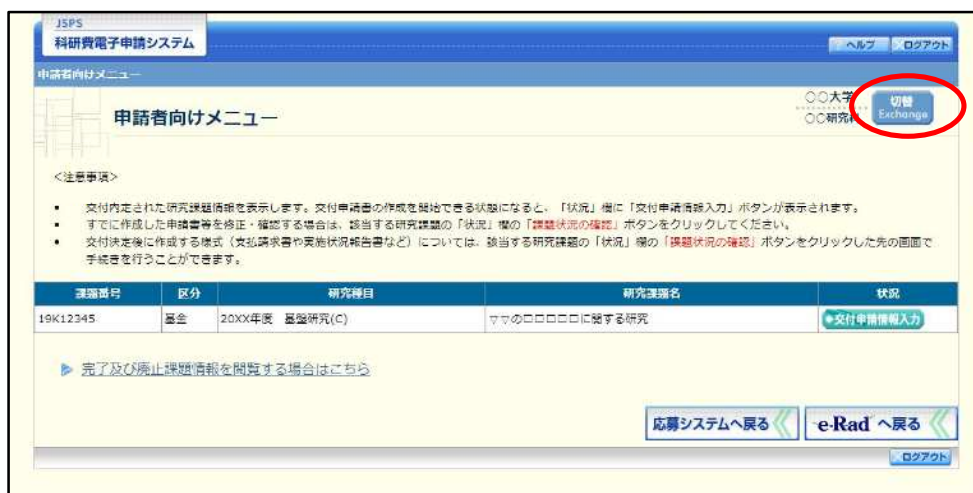 JSPS
科研費電子申請システム
ヘルプ ログアウト
申請者向けメニュー
申請者向けメニュー
〇〇大学
〇〇研究科
切替
Exchange
<注意事項>
• 交付内定された研究課題情報を表示します。交付申請書の作成を開始できる状態になると、「状況」欄に「交付申請情報入力」ボタンが表示されます。
• すでに作成した申請書等を修正・確認する場合は、該当する研究課題の「状況」欄の「課題状況の確認」ボタンをクリックしてください。
• 交付決定後に作成する様式(支払請求書や実施状況報告書など)については、該当する研究課題の「状況」欄の「課題状況の確認」ボタンをクリックした先の画面で
手続きを行うことができます。
課題番号 区分 研究種目 研究課題名 状況
19K12345 基金 20XX年度 基盤研究(C) ▽▽の□□□□□に関する研究 交付申請情報入力
完了及び廃止課題情報を閲覧する場合はこちら
応募システムへ戻る e-Rad へ戻る
ログアウト